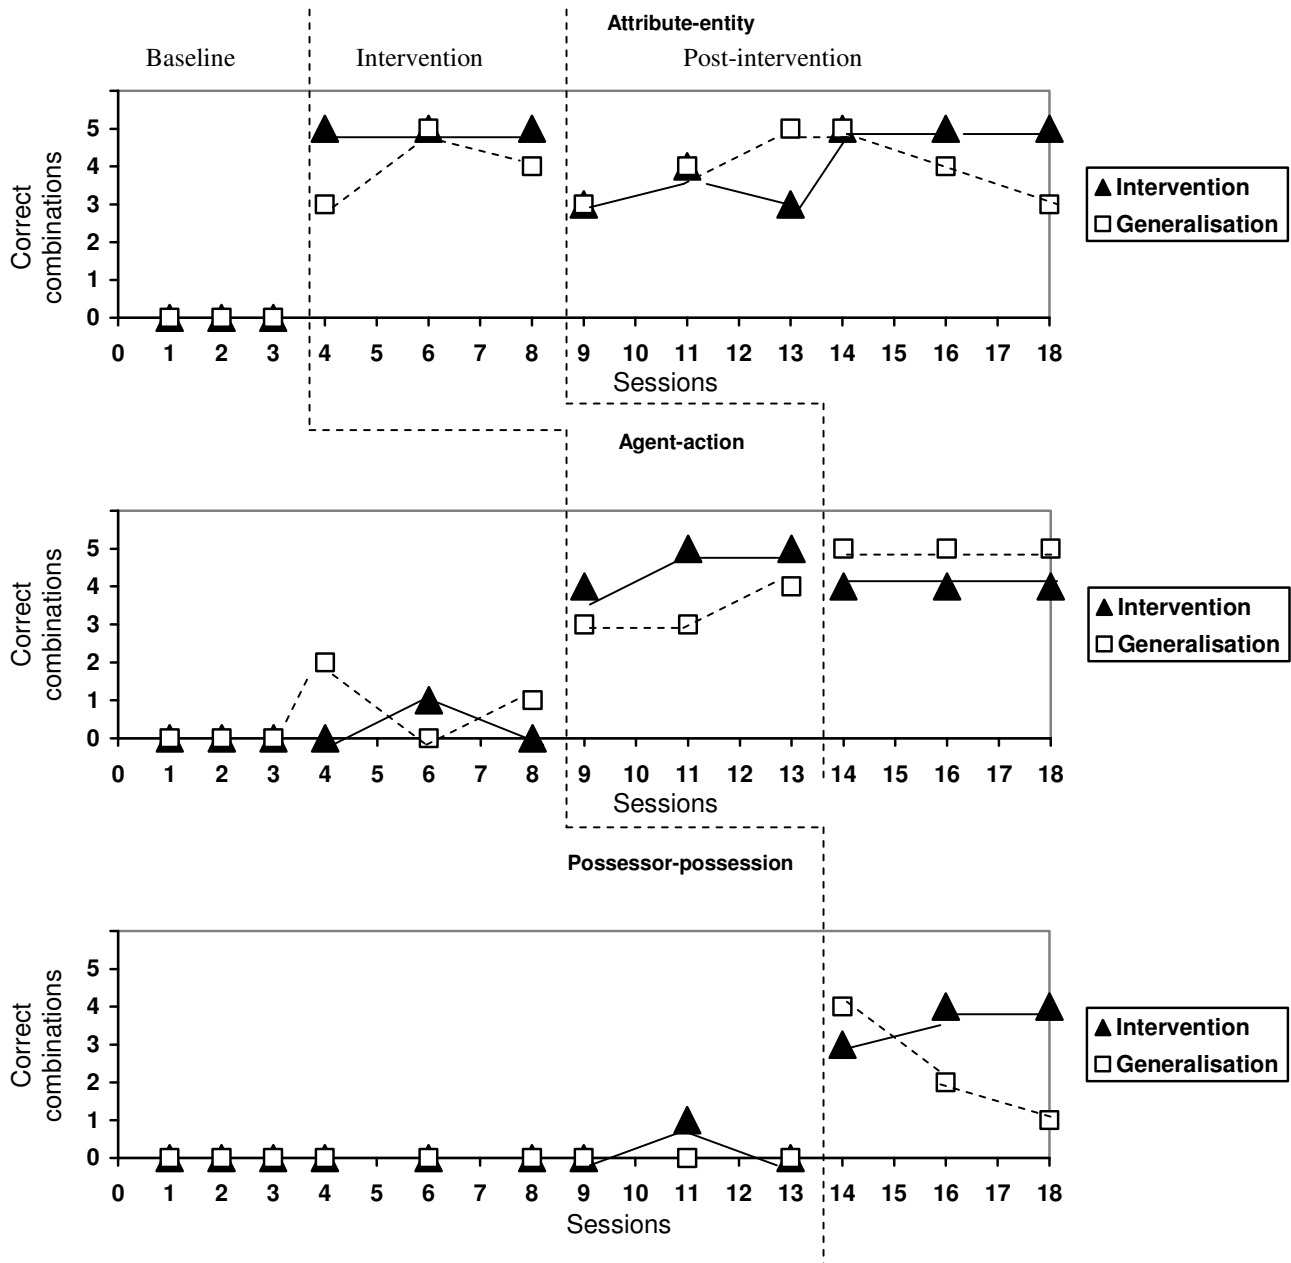 Attribute-entity
Baseline Intervention Post-intervention
Correct
combinations
5
4
3
2
1
0
0 1 2 3 4 5 6 7 8 9 10 11 12 13 14 15 16 17 18
Sessions
Intervention
Generalisation
Agent-action
Correct
combinations
5
4
3
2
1
0
0 1 2 3 4 5 6 7 8 9 10 11 12 13 14 15 16 17 18
Sessions
Intervention
Generalisation
Possessor-possession
Correct
combinations
5
4
3
2
1
0
0 1 2 3 4 5 6 7 8 9 10 11 12 13 14 15 16 17 18
Sessions
Intervention
Generalisation